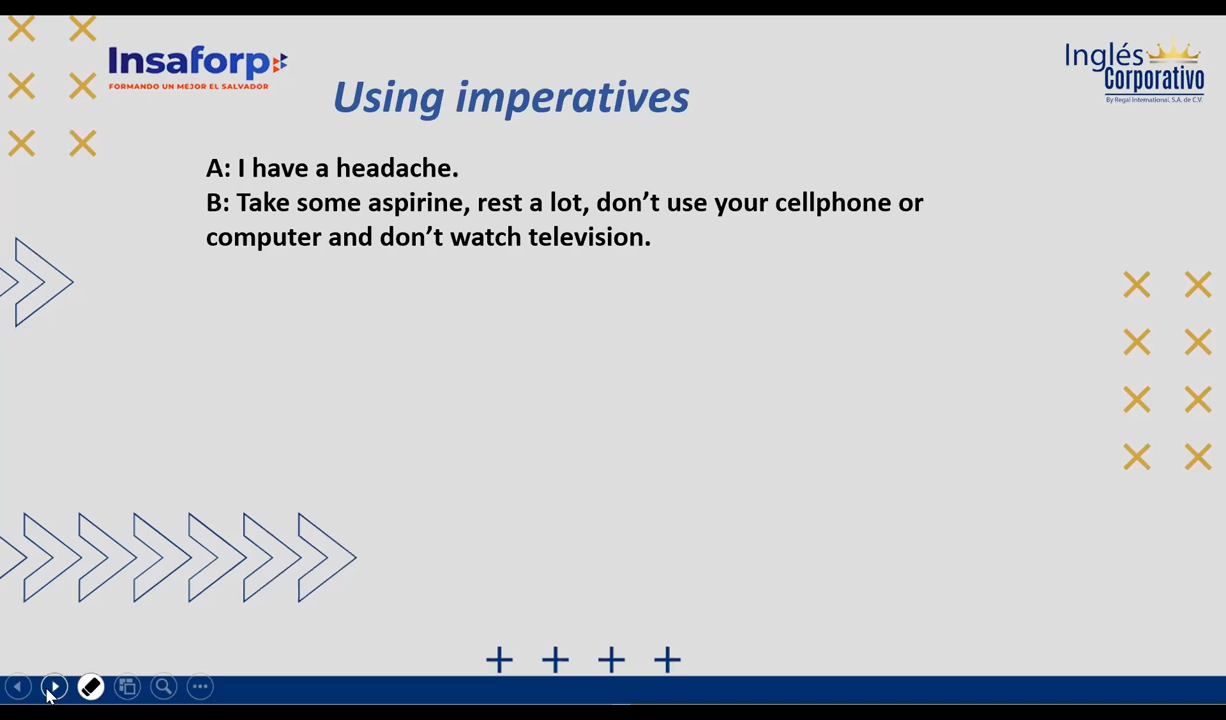 Insaforp
FORMANDO UN MEJOR EL SALVADOR
Inglés
Corporativo
By Regal International, S.A. de C.V.
Using imperatives
A: I have a headache.
B: Take some aspirine, rest a lot, don’t use your cellphone or
computer and don’t watch television.